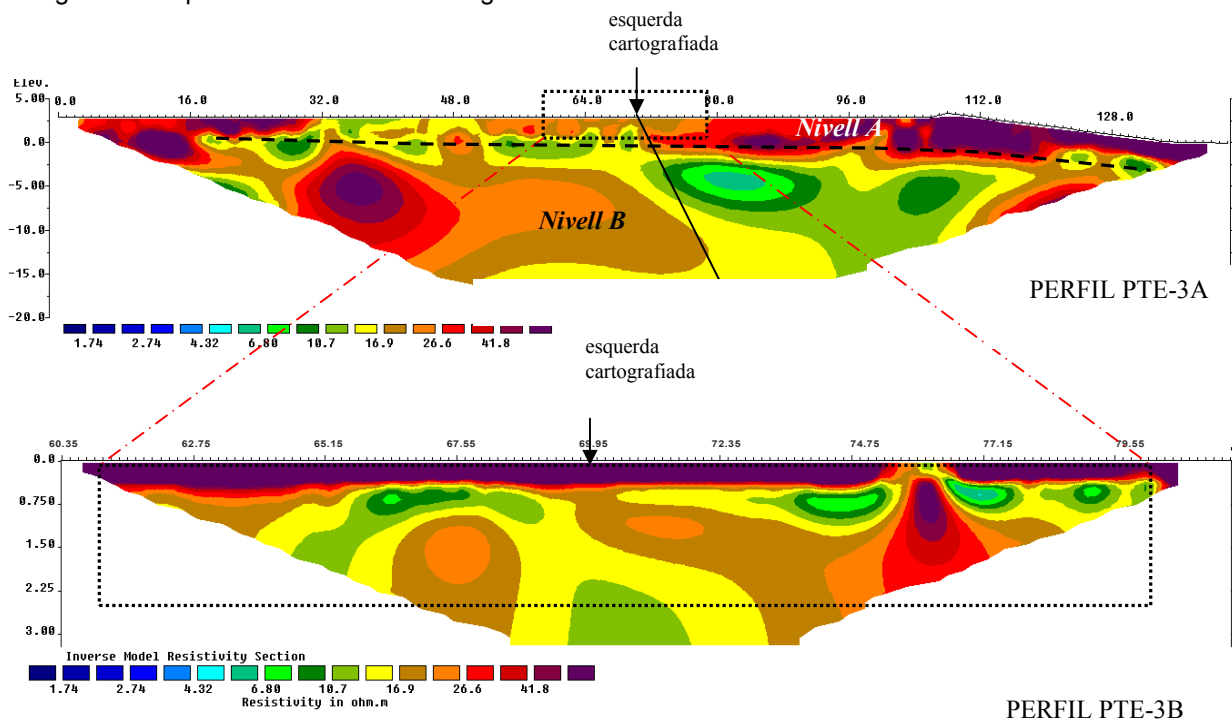 esquerda
cartografiada
Elev.
5.00 0.0 16.0 32.0 48.0 64.0 80.0 96.0 112.0 128.0
Nivell A
0.0
-5.00
Nivell B
-10.0
-15.0
-20.0
PERFIL PTE-3A
1.74 2.74 4.32 6.80 10.7 16.9 26.6 41.8
esquerda
cartografiada
60.35 62.75 65.15 67.55 69.95 72.35 74.75 77.15 79.55
0.0
0.750
1.50
2.25
3.00
Inverse Model Resistivity Section
1.74 2.74 4.32 6.80 10.7 16.9 26.6 41.8
Resistivity in ohm.m
PERFIL PTE-3B